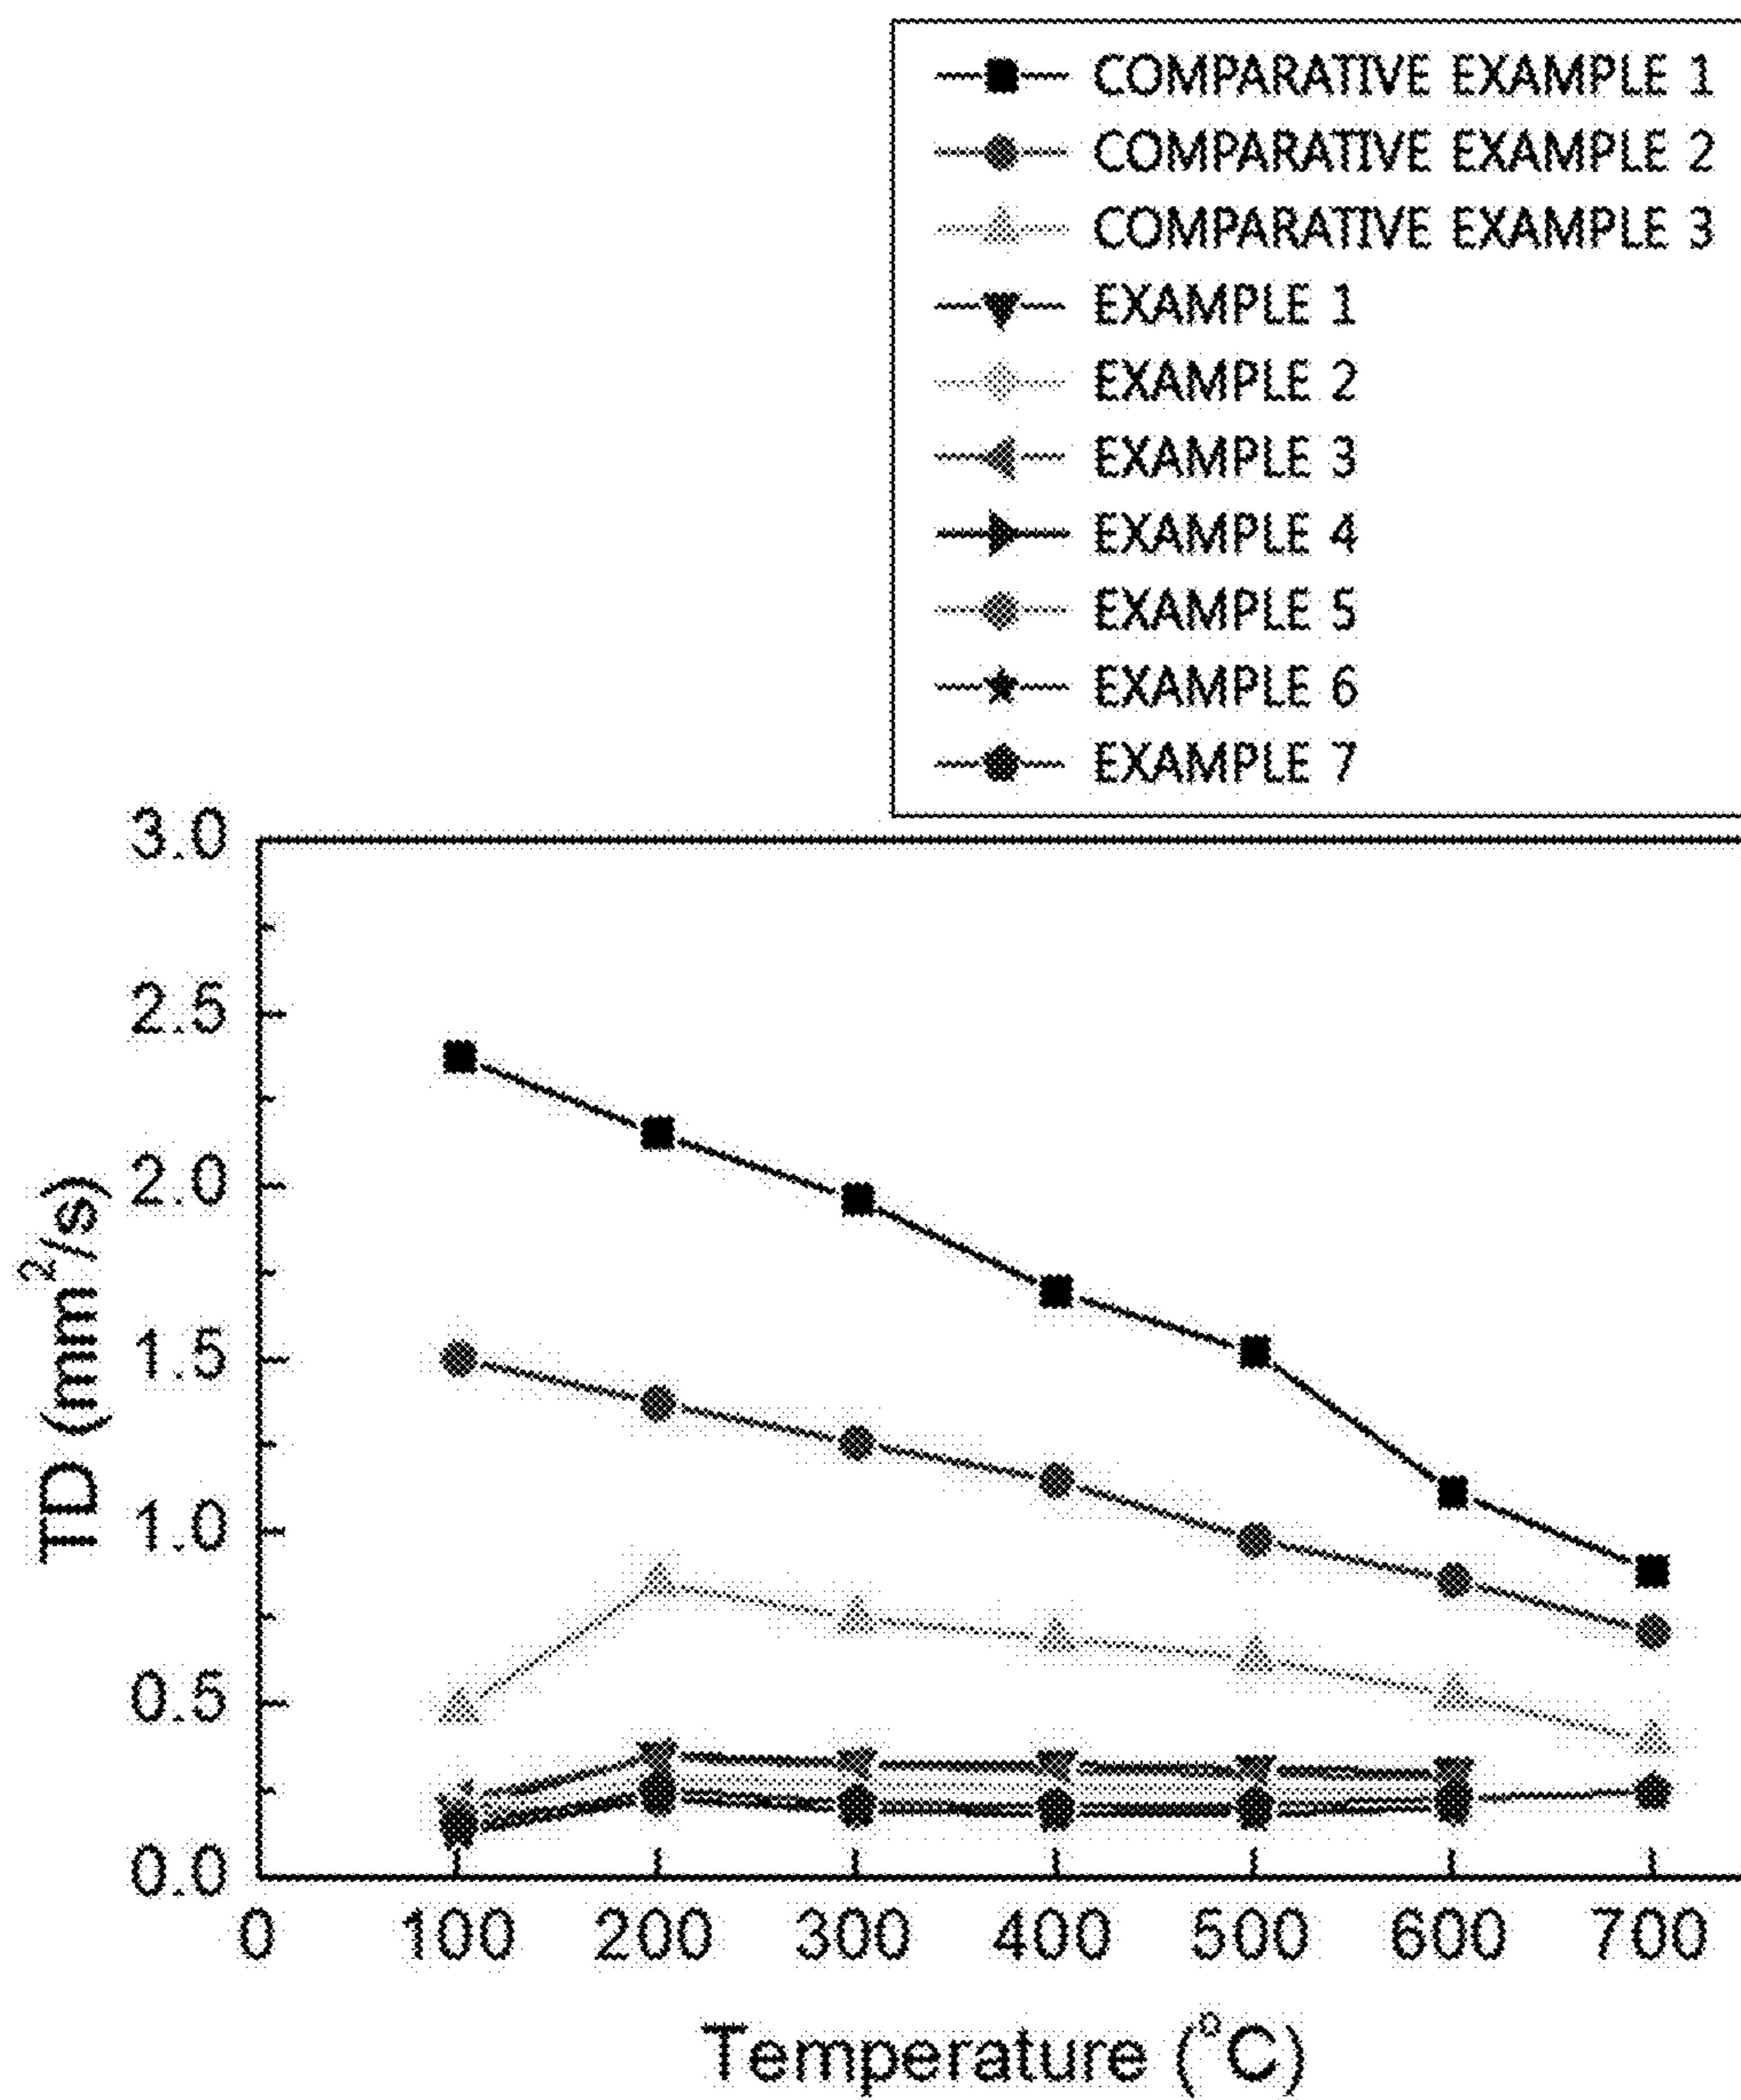 COMPARATIVE EXAMPLE 1
COMPARATIVE EXAMPLE 2
COMPARATIVE EXAMPLE 3
EXAMPLE 1
EXAMPLE 2
EXAMPLE 3
EXAMPLE 4
EXAMPLE 5
EXAMPLE 6
EXAMPLE 7
3.0
2.5
2.0
1.5
1.0
0.5
0.0
TD (mm²/s)
0 100 200 300 400 500 600 700
Temperature (°C)